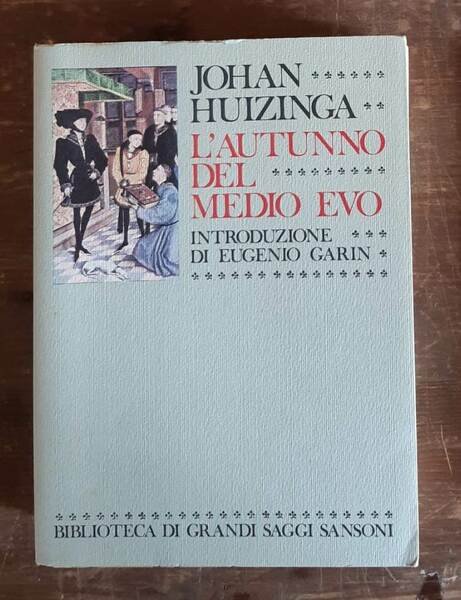 JOHAN
HUIZINGA
L'AUTUNNO
DEL
MEDIO EVO
INTRODUZIONE
DI EUGENIO GARIN
BIBLIOTECA DI GRANDI SAGGI SANSONI